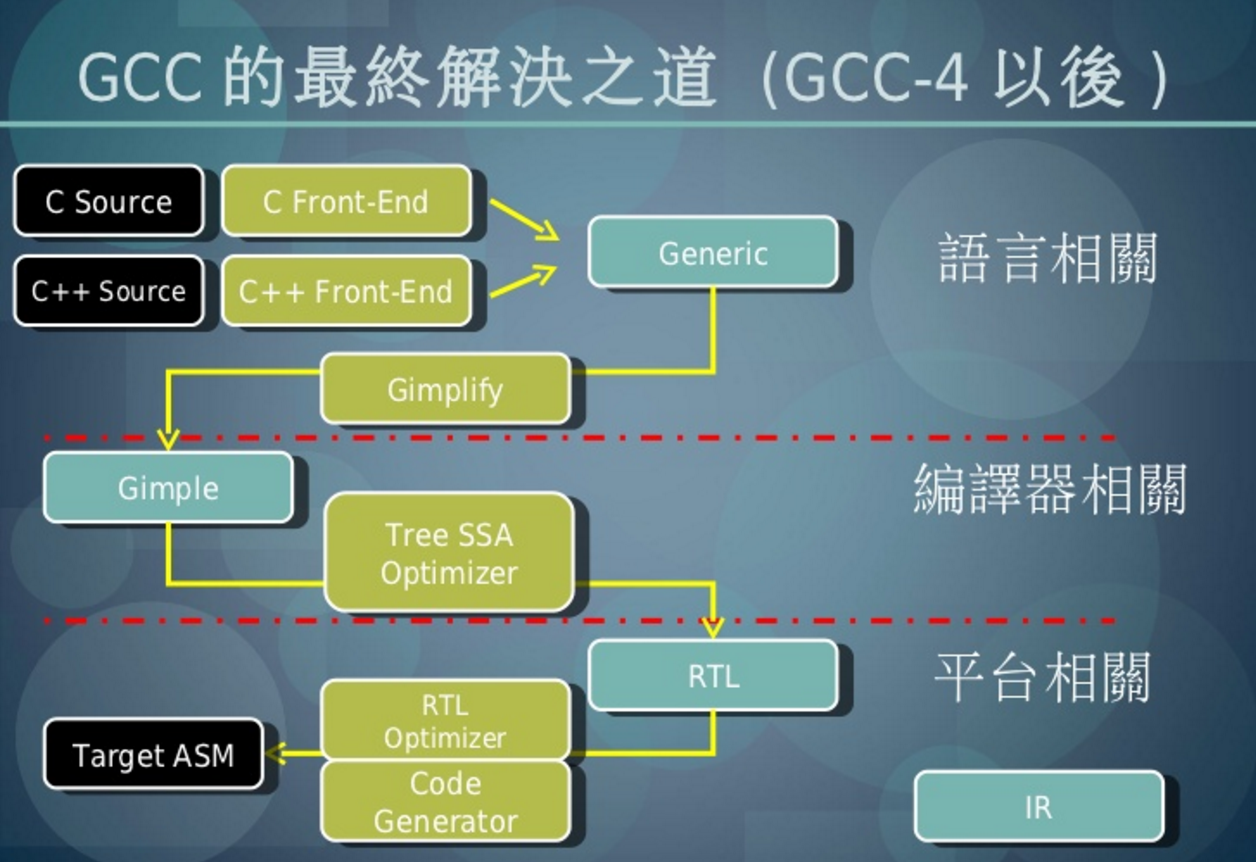 GCC 的最終解決之道 (GCC-4 以後 )
C Source
C Front-End
Generic
語言相關
C++ Source
C++ Front-End
Gimplify
Gimple
編譯器相關
Tree SSA
Optimizer
RTL
平台相關
RTL
Optimizer
Target ASM
Code
Generator
IR